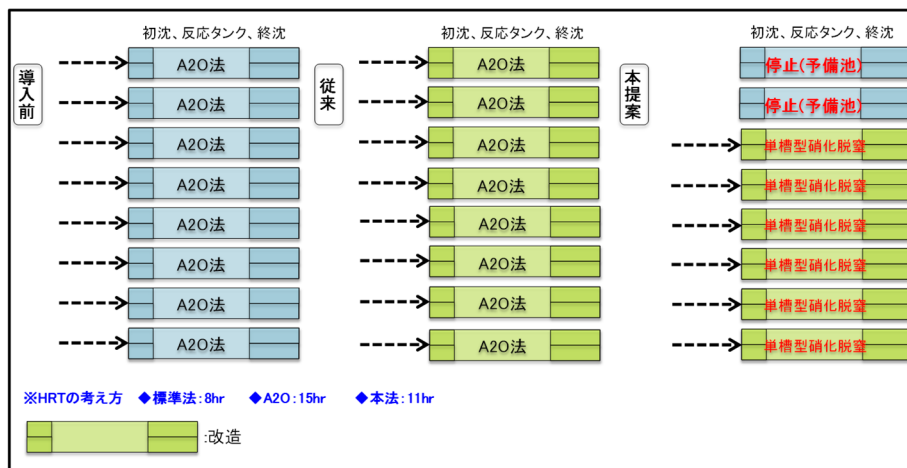 初沈、反応タンク、終沈
初沈、反応タンク、終沈
初沈、反応タンク、終沈
導入前
従来
本提案
A2O法
A2O法
停止(予備池)
A2O法
A2O法
停止(予備池)
A2O法
A2O法
単槽型硝化脱窒
A2O法
A2O法
単槽型硝化脱窒
A2O法
A2O法
単槽型硝化脱窒
A2O法
A2O法
単槽型硝化脱窒
A2O法
A2O法
単槽型硝化脱窒
A2O法
A2O法
単槽型硝化脱窒
※HRTの考え方 ◆標準法:8hr ◆A2O:15hr ◆本法:11hr
:改造